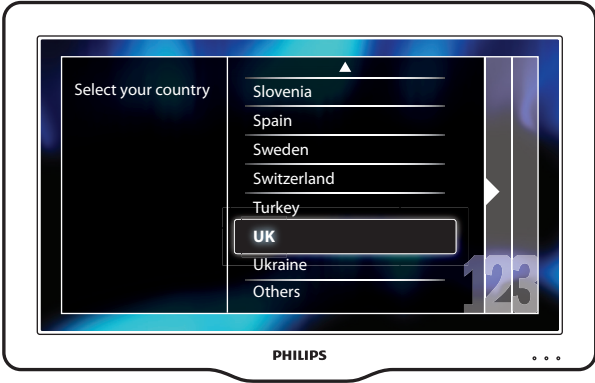 Select your country
Slovenia
Spain
Sweden
Switzerland
Turkey
UK
Ukraine
Others
123
PHILIPS